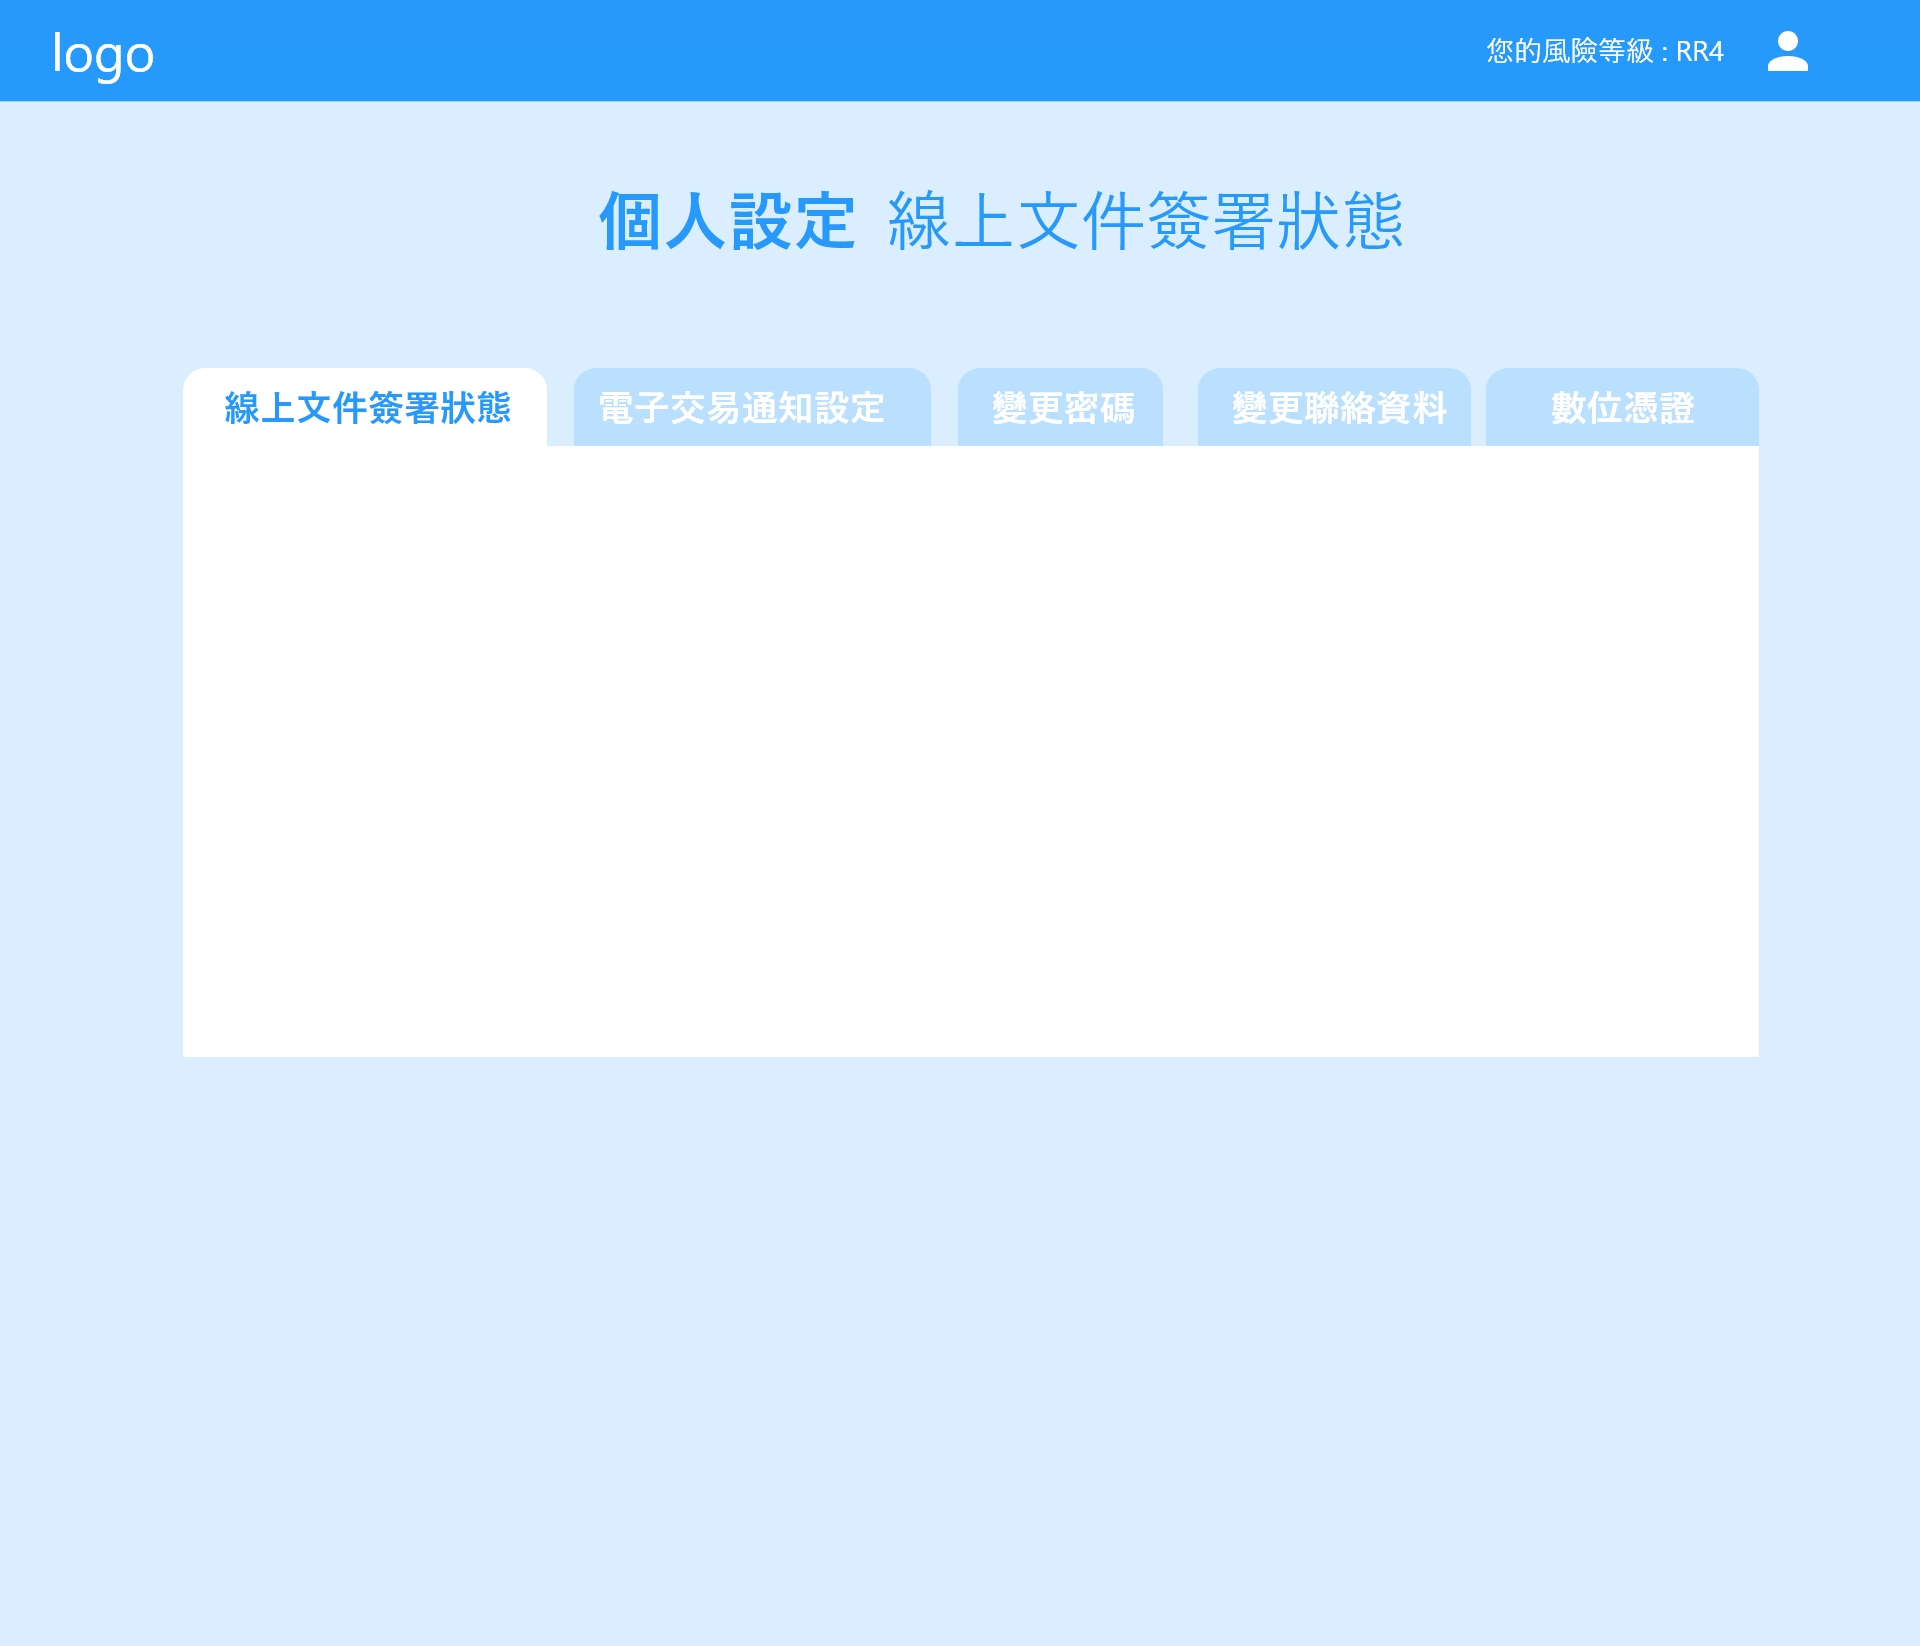 logo
您的風險等級 : RR4
個人設定 線上文件簽署狀態
線上文件簽署狀態
電子交易通知設定
變更密碼
變更聯絡資料
數位憑證